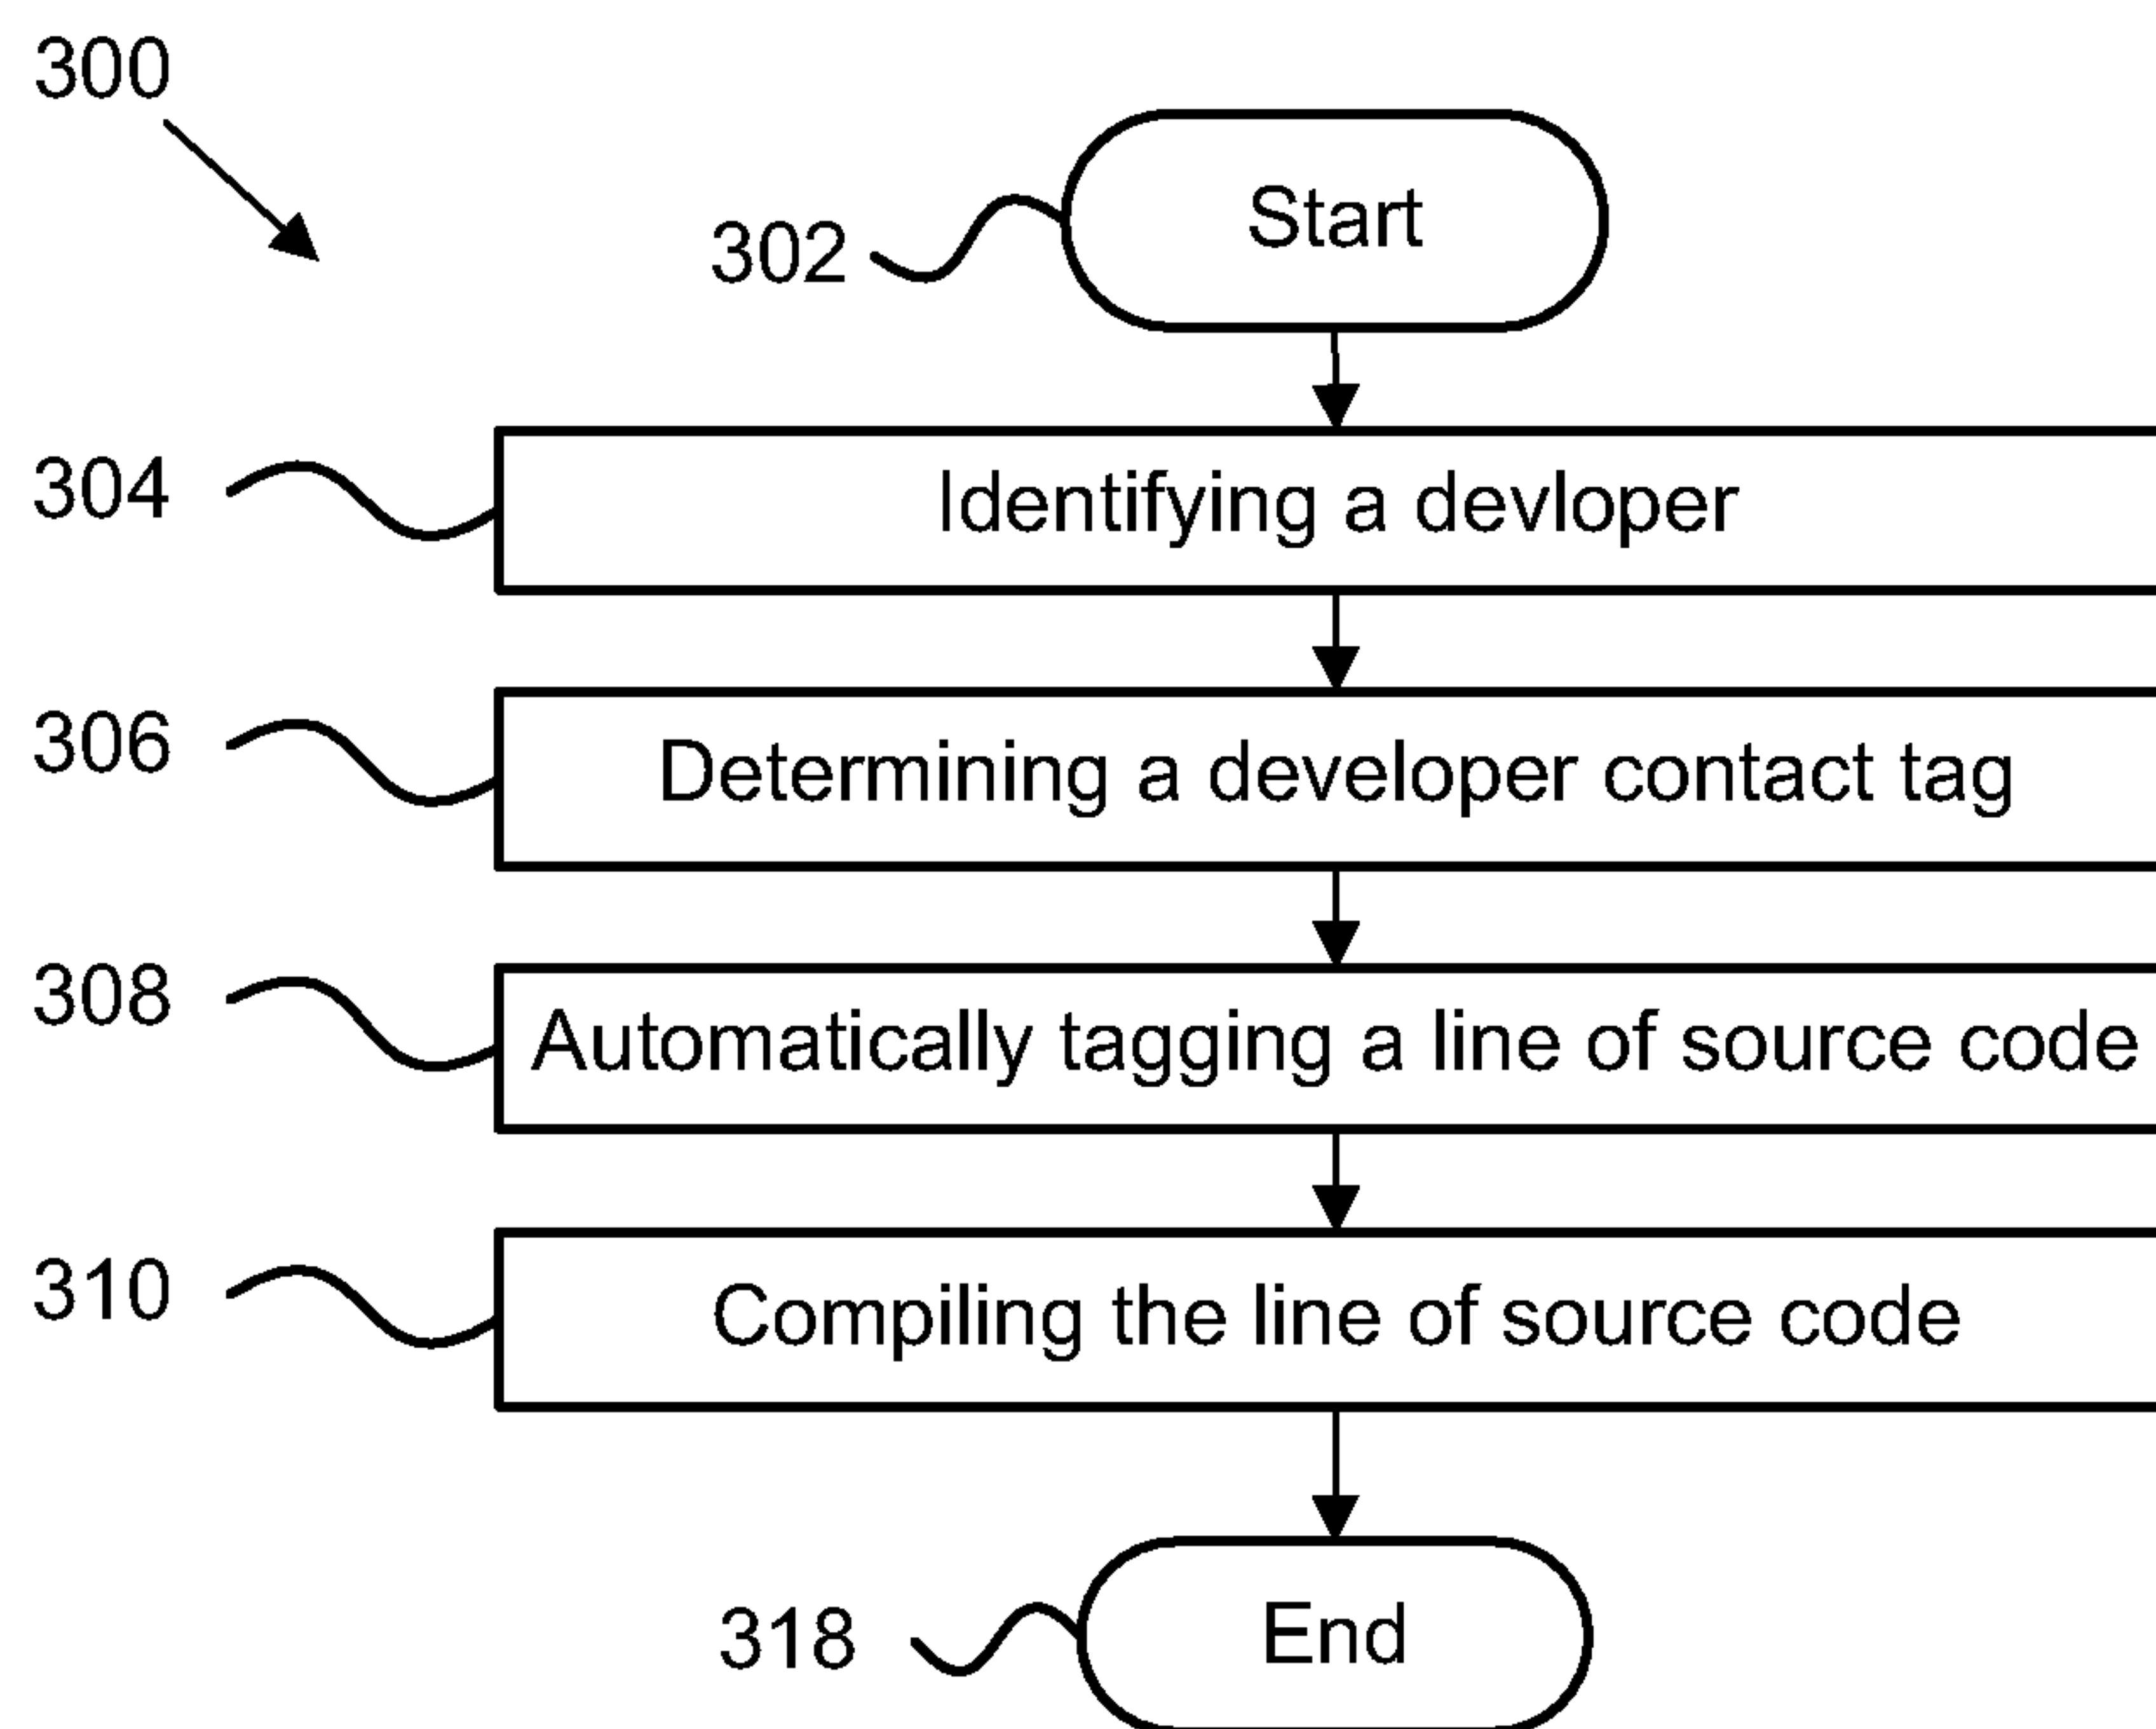 300
302
Start
304
Identifying a devloper
306
Determining a developer contact tag
308
Automatically tagging a line of source code
310
Compiling the line of source code
318
End